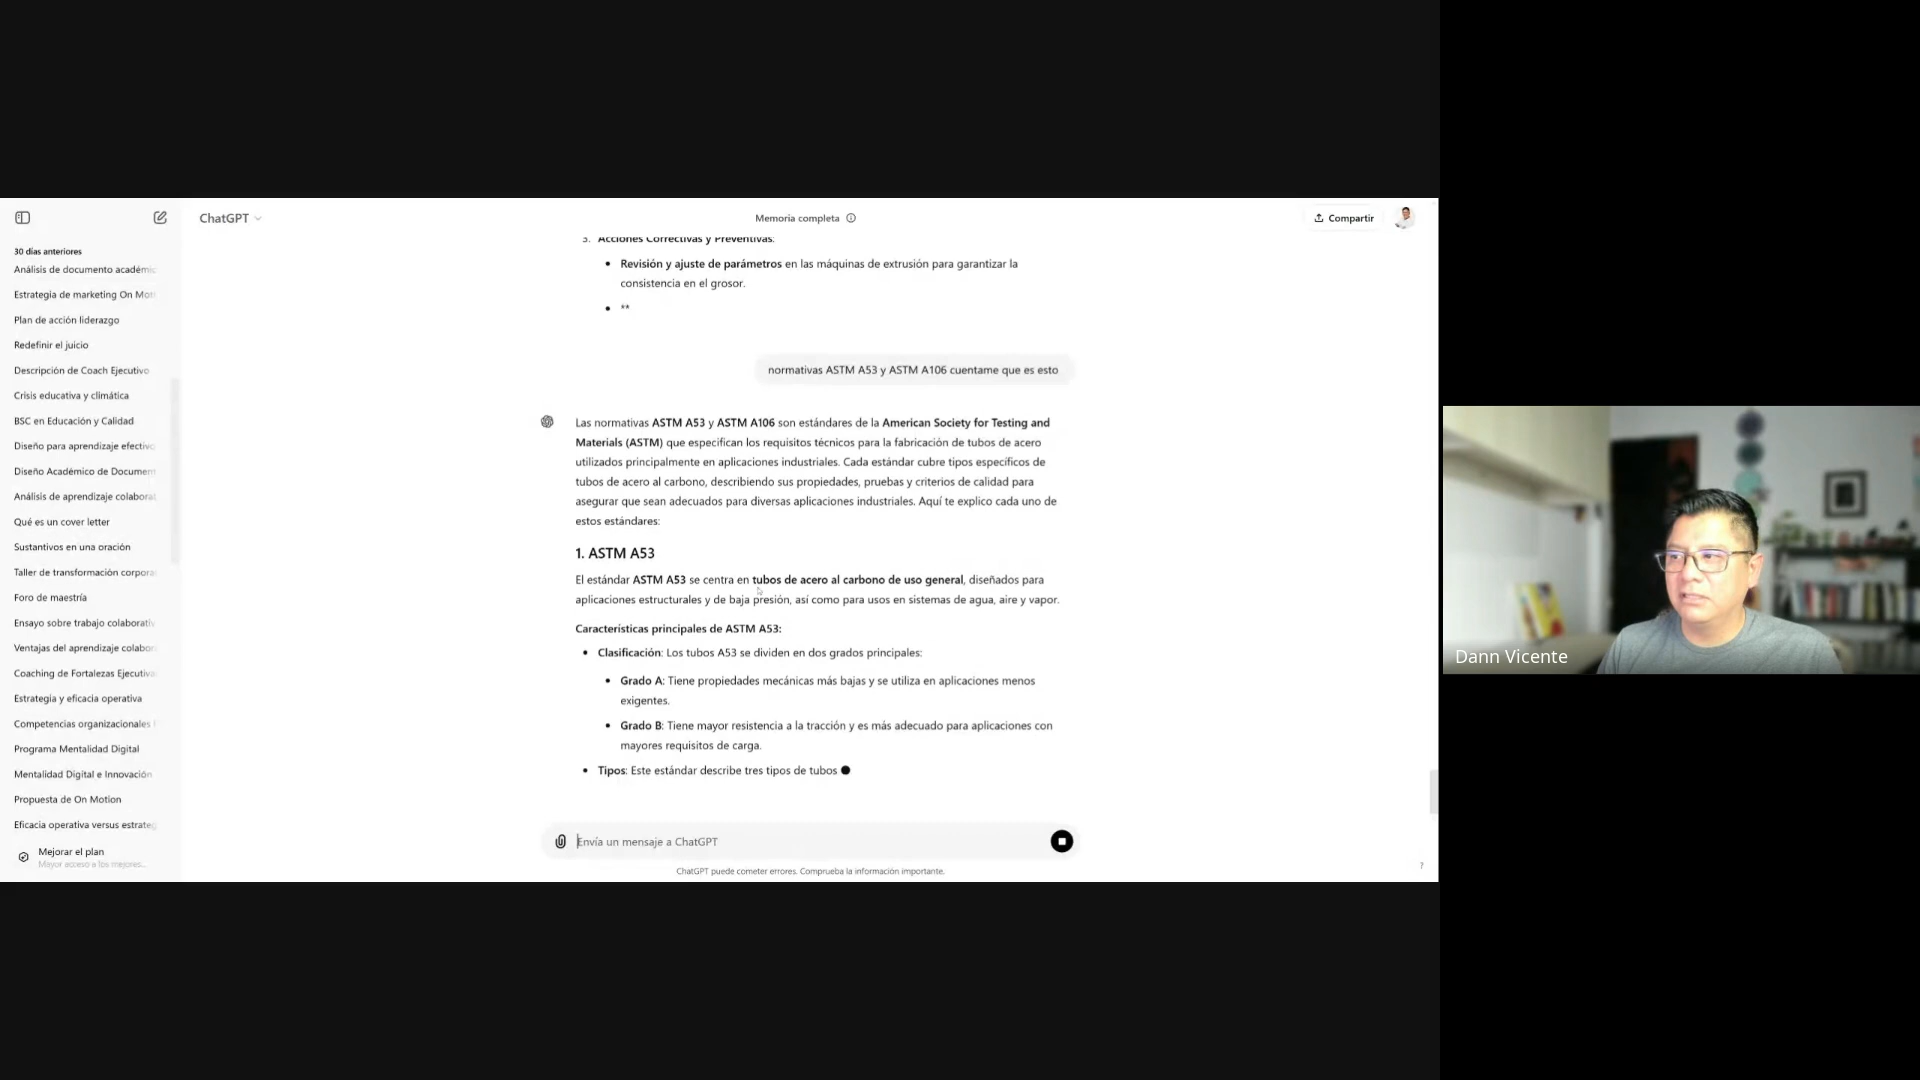 ChatGPT
Memoria completa
Compartir
30 días anteriores
Análisis de documento académic
Estrategia de marketing On Moti
Plan de acción liderazgo
Redefinir el juicio
Descripción de Coach Ejecutivo
Crisis educativa y climática
BSC en Educación y Calidad
Diseño para aprendizaje efectivo
Diseño Académico de Document
Análisis de aprendizaje colaborat
Qué es un cover letter
Sustantivos en una oración
Taller de transformación corpora
Foro de maestría
Ensayo sobre trabajo colaborativ
Ventajas del aprendizaje colabor
Coaching de Fortalezas Ejecutiva
Estrategia y eficacia operativa
Competencias organizacionales
Programa Mentalidad Digital
Mentalidad Digital e Innovación
Propuesta de On Motion
Eficacia operativa versus estrateg
Mejorar el plan
Mayor acceso a los mejores...
3. Acciones Correctivas y Preventivas:
• Revisión y ajuste de parámetros en las máquinas de extrusión para garantizar la
consistencia en el grosor.
• **
normativas ASTM A53 y ASTM A106 cuentame que es esto
Las normativas ASTM A53 y ASTM A106 son estándares de la American Society for Testing and
Materials (ASTM) que especifican los requisitos técnicos para la fabricación de tubos de acero
utilizados principalmente en aplicaciones industriales. Cada estándar cubre tipos específicos de
tubos de acero al carbono, describiendo sus propiedades, pruebas y criterios de calidad para
asegurar que sean adecuados para diversas aplicaciones industriales. Aquí te explico cada uno de
estos estándares:
1. ASTM A53
El estándar ASTM A53 se centra en tubos de acero al carbono de uso general, diseñados para
aplicaciones estructurales y de baja presión, así como para usos en sistemas de agua, aire y vapor.
Características principales de ASTM A53:
• Clasificación: Los tubos A53 se dividen en dos grados principales:
• Grado A: Tiene propiedades mecánicas más bajas y se utiliza en aplicaciones menos
exigentes.
• Grado B: Tiene mayor resistencia a la tracción y es más adecuado para aplicaciones con
mayores requisitos de carga.
• Tipos: Este estándar describe tres tipos de tubos
Envía un mensaje a ChatGPT
ChatGPT puede cometer errores. Comprueba la información importante.
?
Dann Vicente